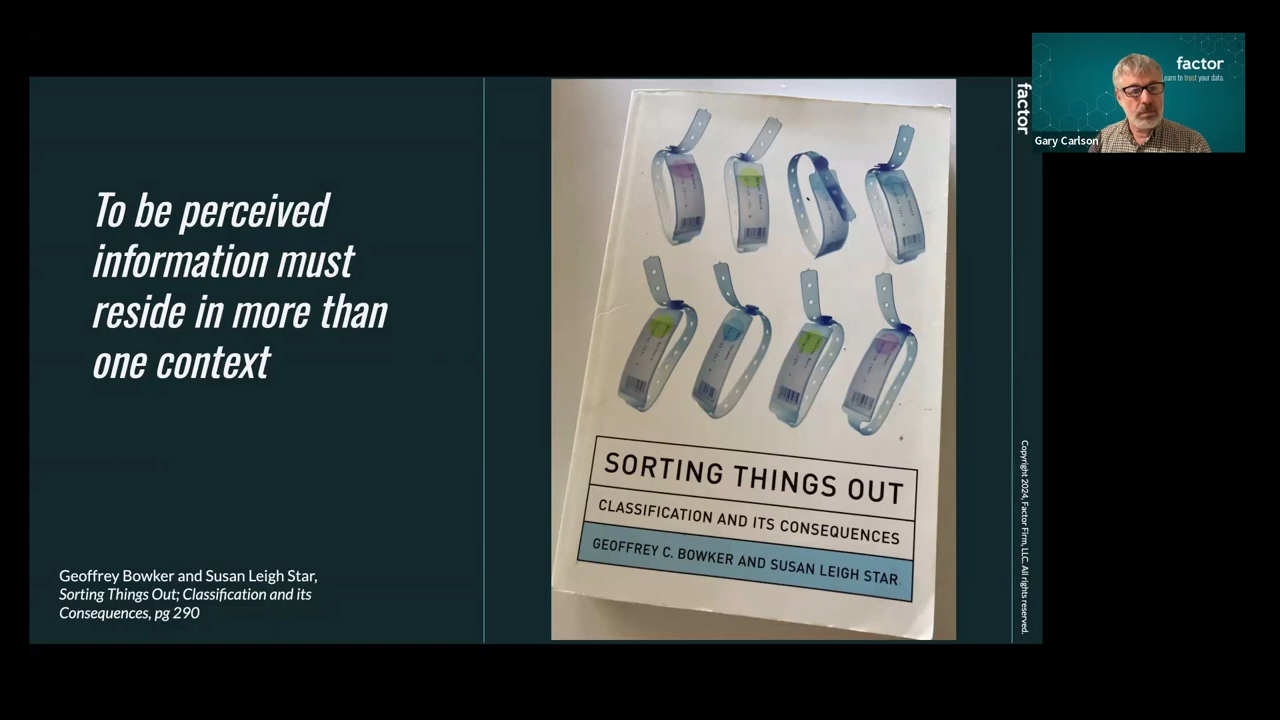 To be perceived
information must
reside in more than
one context
Geoffrey Bowker and Susan Leigh Star,
Sorting Things Out; Classification and its
Consequences, pg 290
SORTING THINGS OUT
CLASSIFICATION AND ITS CONSEQUENCES
GEOFFREY C. BOWKER AND SUSAN LEIGH STAR
factor
Copyright 2024, Factor Firm, LLC. All rights reserved.
factor
earn to trust your data.
Gary Carlson